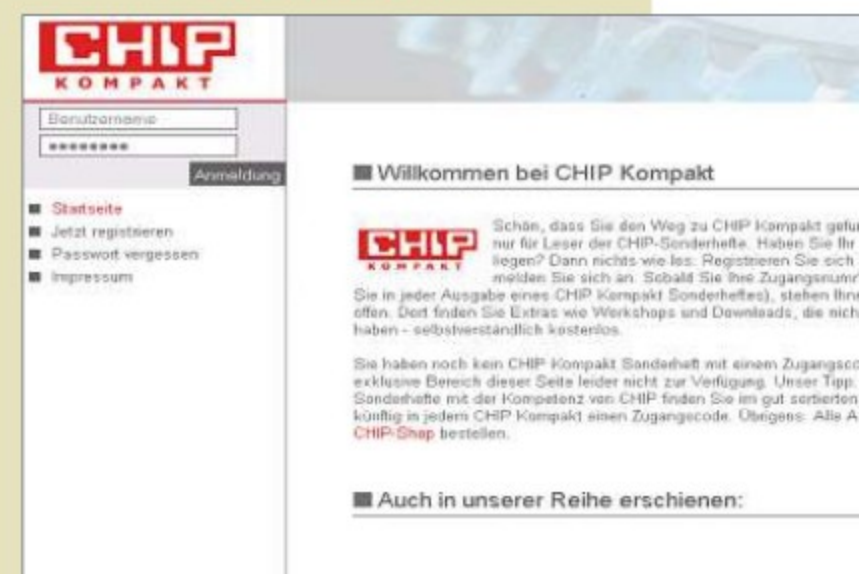 CHIP
KOMPAKT
Benutzername
********
Anmeldung
Startseite
Jetzt registrieren
Passwort vergessen
Impressum
Willkommen bei CHIP Kompakt
CHIP
KOMPAKT
Schön, dass Sie den Weg zu CHIP Kompakt gefu
nur für Leser der CHIP-Sonderhefte. Haben Sie Ihr
liegen? Dann nichts wie los: Registrieren Sie sich
melden Sie sich an. Sobald Sie Ihre Zugangsnum
Sie in jeder Ausgabe eines CHIP Kompakt Sonderheftes), stehen Ihn
offen. Dort finden Sie Extras wie Workshops und Downloads, die nich
haben - selbstverständlich kostenlos.
Sie haben noch kein CHIP Kompakt Sonderheft mit einem Zugangsco
exklusive Bereich dieser Seite leider nicht zur Verfügung. Unser Tipp:
Sonderhefte mit der Kompetenz von CHIP finden Sie im gut sortierten
künftig in jedem CHIP Kompakt einen Zugangscode. Übrigens: Alle A
CHIP-Shop bestellen.
Auch in unserer Reihe erschienen: